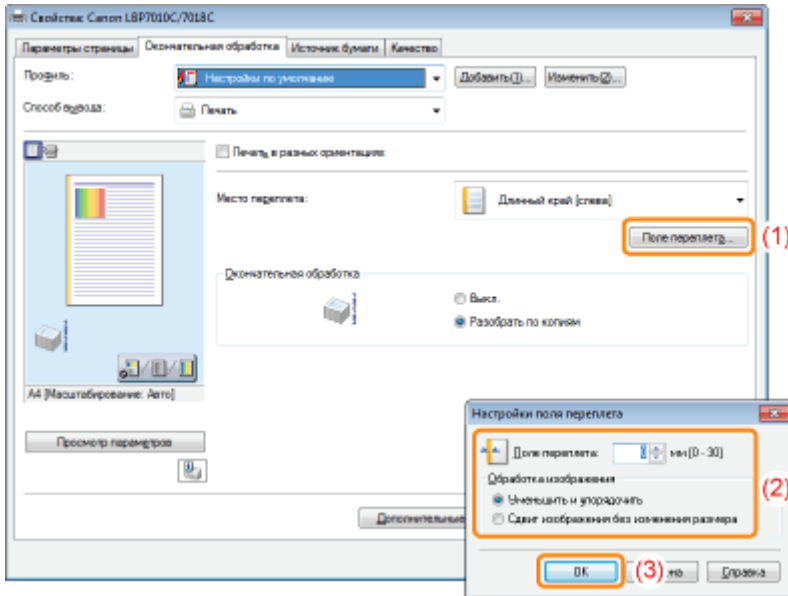 Свойства: Canon LBP7010C/7018C
Параметры страницы Окончательная обработка Источник бумаги Качество
Профиль: Настройки по умолчанию Добавить(1)... Изменить(2)...
Способ вывода: Печать
Печать в разных ориентациях
Место переплета: Длинный край [слева]
Поле переплета... (1)
Окончательная обработка
Выкл.
Разобрать по копиям
A4 [Масштабирование: Авто]
Просмотр параметров
Дополнительные
Настройки поля переплета
Поле переплета: мм [0 - 30]
Обработка изображения
(2)
Уменьшить и упорядочить
Сдвиг изображения без изменения размера
OK (3) на Справка